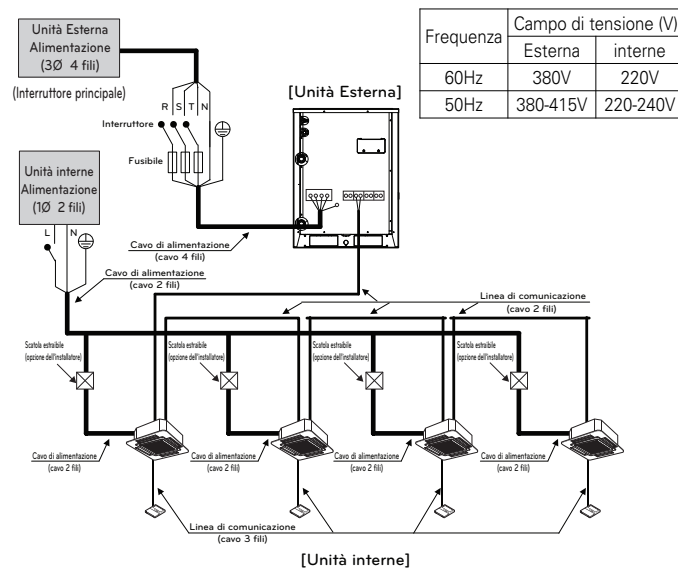 Unità Esterna
Alimentazione
(3Ø 4 fili)
(Interruttore principale)
R S T N
Interruttore
Fusibile
[Unità Esterna]
Frequenza
Campo di tensione (V)
Esterna
interne
60Hz
380V
220V
50Hz
380-415V
220-240V
Unità interne
Alimentazione
(1Ø 2 fili)
L
N
Cavo di alimentazione
(cavo 4 fili)
Cavo di alimentazione
(cavo 2 fili)
Linea di comunicazione
(cavo 2 fili)
Scatola estraibile
(opzione dell'installatore)
Scatola estraibile
(opzione dell'installatore)
Scatola estraibile
(opzione dell'installatore)
Scatola estraibile
(opzione dell'installatore)
Cavo di alimentazione
(cavo 2 fili)
Cavo di alimentazione
(cavo 2 fili)
Cavo di alimentazione
(cavo 2 fili)
Cavo di alimentazione
(cavo 2 fili)
Linea di comunicazione
(cavo 3 fili)
[Unità interne]